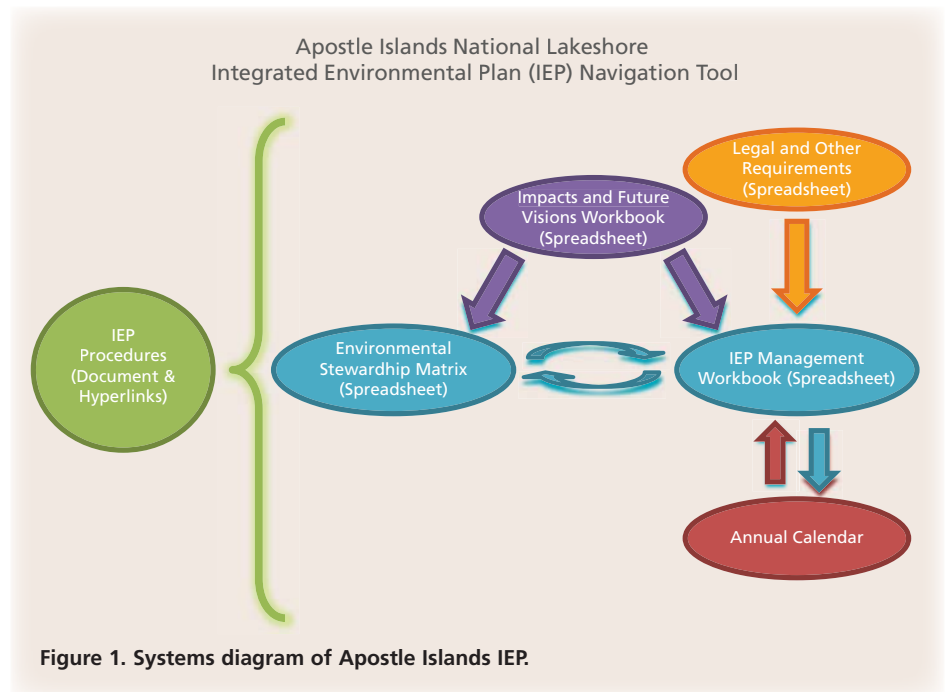 Apostle Islands National Lakeshore
Integrated Environmental Plan (IEP) Navigation Tool
Legal and Other
Requirements
(Spreadsheet)
Impacts and Future
Visions Workbook
(Spreadsheet)
IEP
Procedures
(Document &
Hyperlinks)
Environmental
Stewardship Matrix
(Spreadsheet)
IEP Management
Workbook (Spreadsheet)
Annual Calendar
Figure 1. Systems diagram of Apostle Islands IEP.